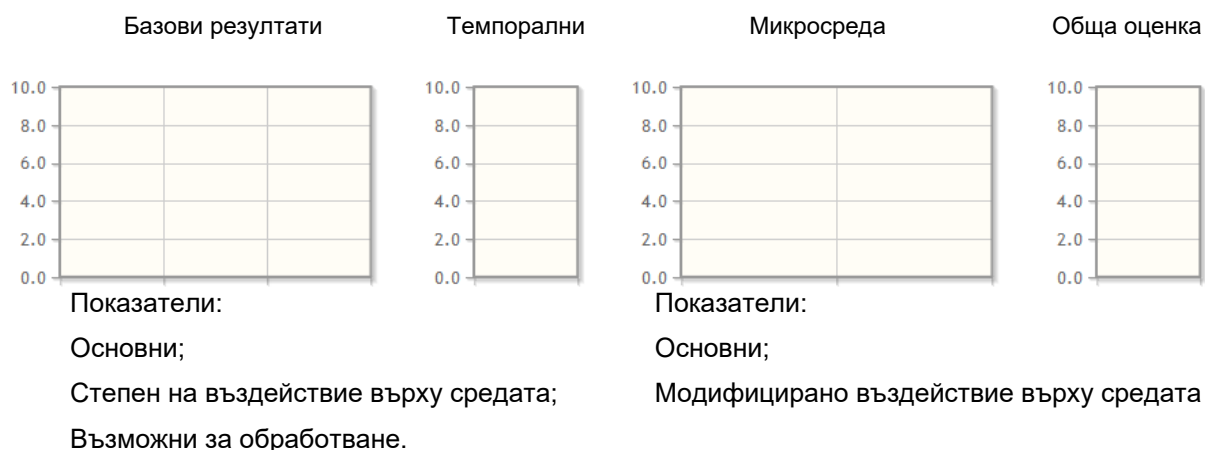 Базови резултати
Темпорални
Микросреда
Обща оценка
10.0
8.0
6.0
4.0
2.0
0.0
10.0
8.0
6.0
4.0
2.0
0.0
10.0
8.0
6.0
4.0
2.0
0.0
10.0
8.0
6.0
4.0
2.0
0.0
Показатели:
Основни;
Степен на въздействие върху средата;
Възможни за обработване.
Показатели:
Основни;
Модифицирано въздействие върху средата